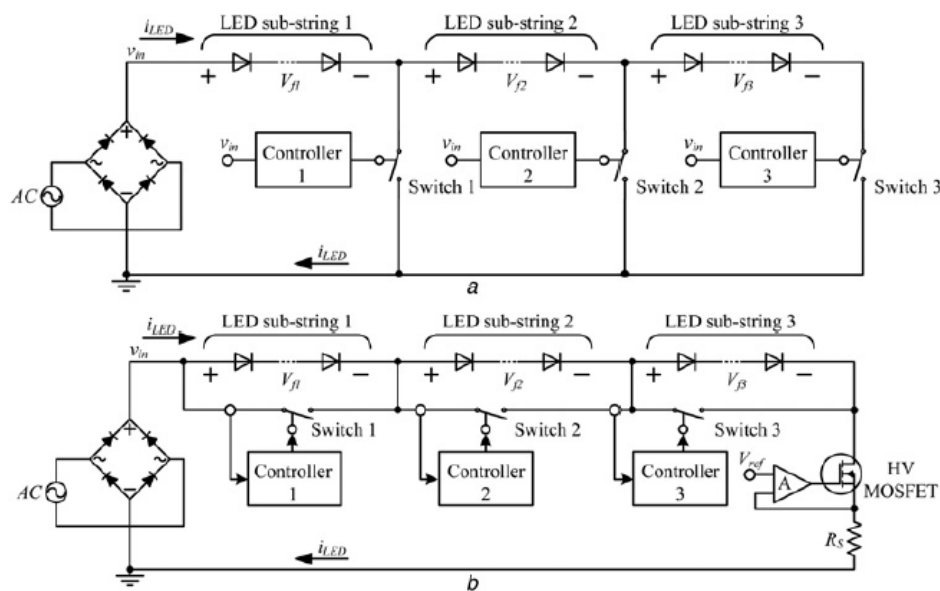 LED sub-string 1 LED sub-string 2 LED sub-string 3
iLED
vin
+ Vf1 − + Vf2 − + Vf3 −
vin Controller 1 vin Controller 2 vin Controller 3
Switch 1 Switch 2 Switch 3
+
~ ~
−
AC
iLED
a
LED sub-string 1 LED sub-string 2 LED sub-string 3
iLED
vin
+ Vf1 − + Vf2 − + Vf3 −
Switch 1 Switch 2 Switch 3
Controller 1 Controller 2 Controller 3
Vref A HV MOSFET
+
~ ~
−
AC
RS
iLED
b